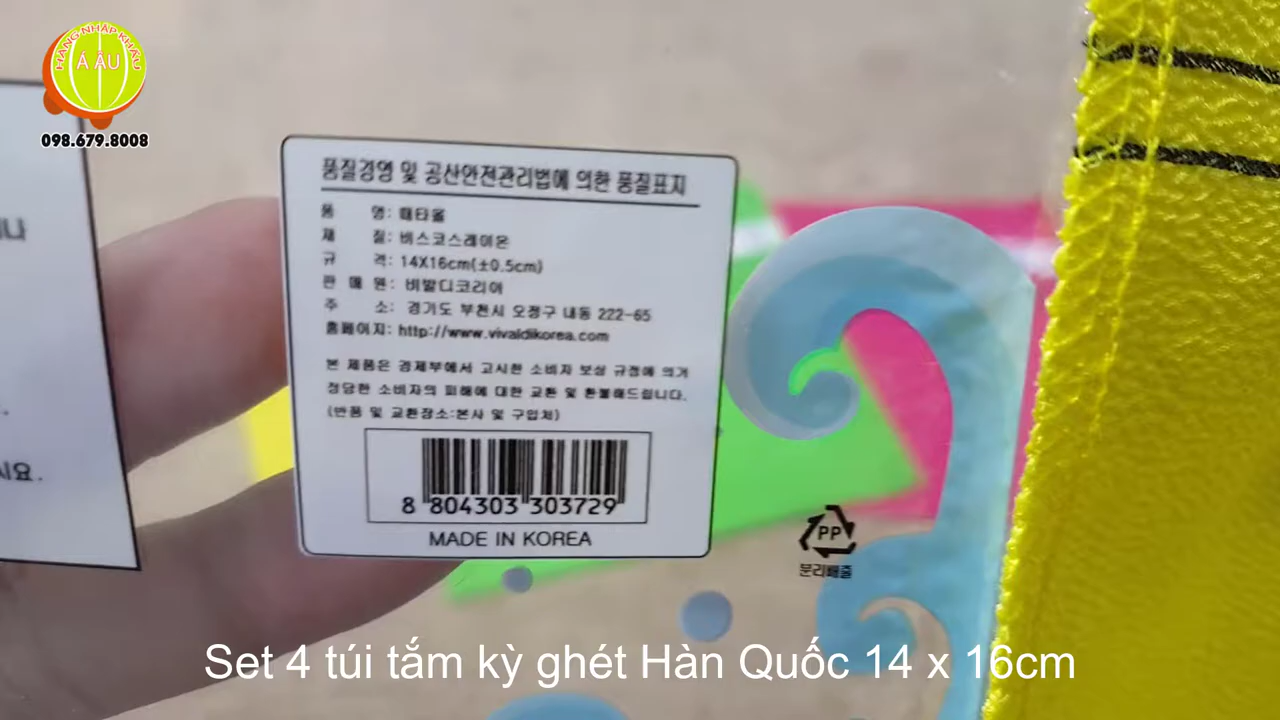 HÀNG NHẬP KHẨU
Á ÂU
098.679.8008
품질경영 및 공산안전관리법에 의한 품질표지
품 명: 때타올
재 질: 비스코스레이온
규 격: 14X16cm(±0.5cm)
판 매 원: 비발디코리아
주 소: 경기도 부천시 오정구 내동 222-65
홈페이지: http://www.vivaldikorea.com
본 제품은 경제부에서 고시한 소비자 보상 규정에 의거
정당한 소비자의 피해에 대한 교환 및 환불해드립니다.
(반품 및 교환장소:본사 및 구입처)
8 804303 303729
MADE IN KOREA
PP
분리배출
Set 4 túi tắm kỳ ghét Hàn Quốc 14 x 16cm